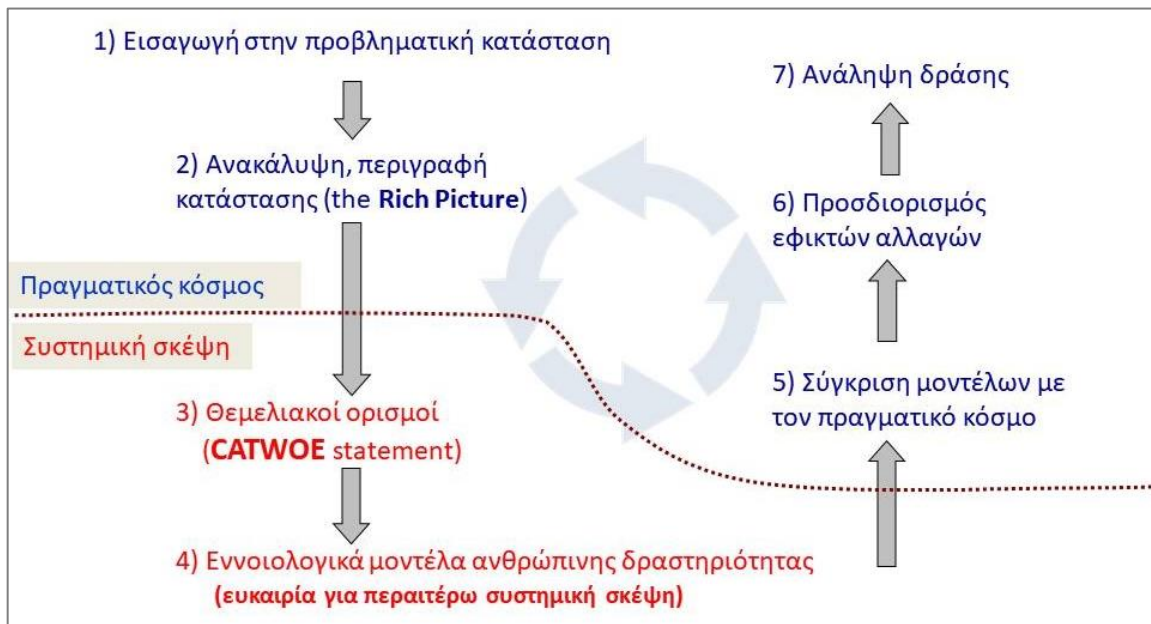 1) Εισαγωγή στην προβληματική κατάσταση
2) Ανακάλυψη, περιγραφή
κατάστασης (the Rich Picture)
Πραγματικός κόσμος
Συστημική σκέψη
3) Θεμελιακοί ορισμοί
(CATWOE statement)
4) Εννοιολογικά μοντέλα ανθρώπινης δραστηριότητας
(ευκαιρία για περαιτέρω συστημική σκέψη)
5) Σύγκριση μοντέλων με
τον πραγματικό κόσμο
6) Προσδιορισμός
εφικτών αλλαγών
7) Ανάληψη δράσης